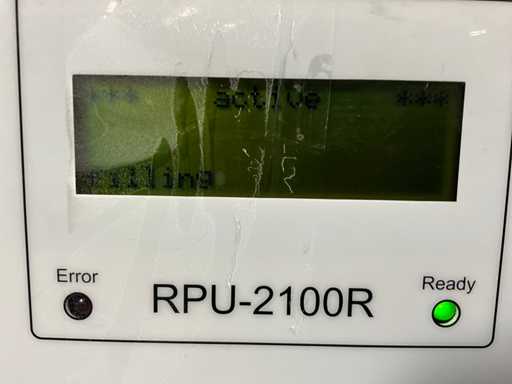 *** active ***
filling
Error
Ready
RPU-2100R